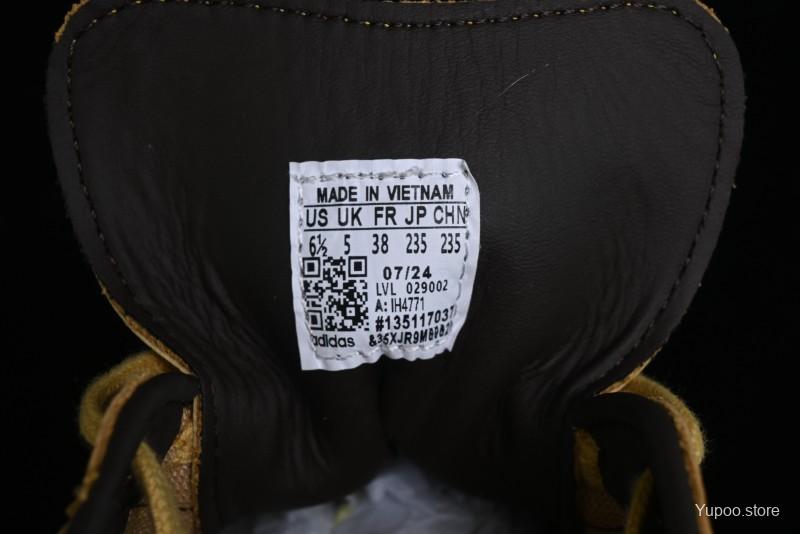 MADE IN VIETNAM
US UK FR JP CHN
6½ 5 38 235 235
07/24
LVL 029002
A: IH4771
adidas
Yupoo.store